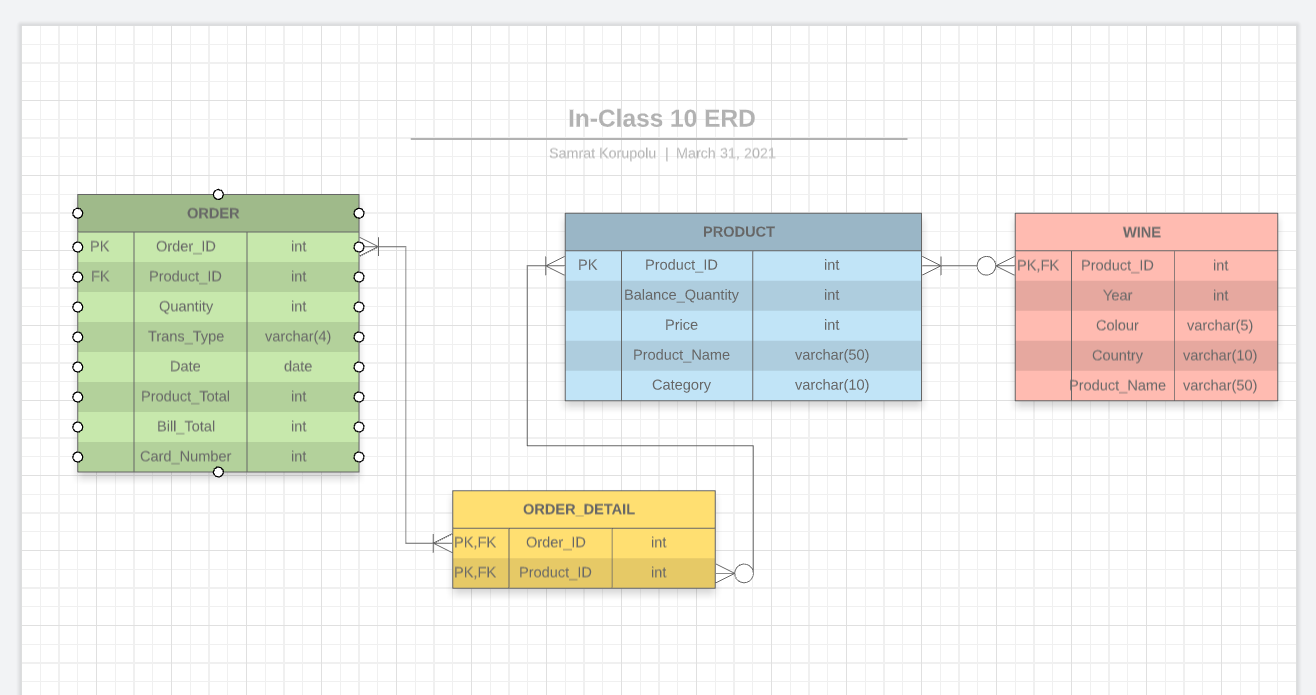 In-Class 10 ERD
Samrat Korupolu | March 31, 2021
ORDER
PK Order_ID int
FK Product_ID int
Quantity int
Trans_Type varchar(4)
Date date
Product_Total int
Bill_Total int
Card_Number int
PRODUCT
PK Product_ID int
Balance_Quantity int
Price int
Product_Name varchar(50)
Category varchar(10)
WINE
PK,FK Product_ID int
Year int
Colour varchar(5)
Country varchar(10)
Product_Name varchar(50)
ORDER_DETAIL
PK,FK Order_ID int
PK,FK Product_ID int